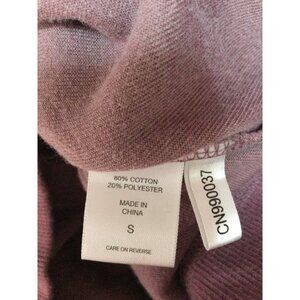 80% COTTON
20% POLYESTER
MADE IN
CHINA
S
CARE ON REVERSE
CN990037